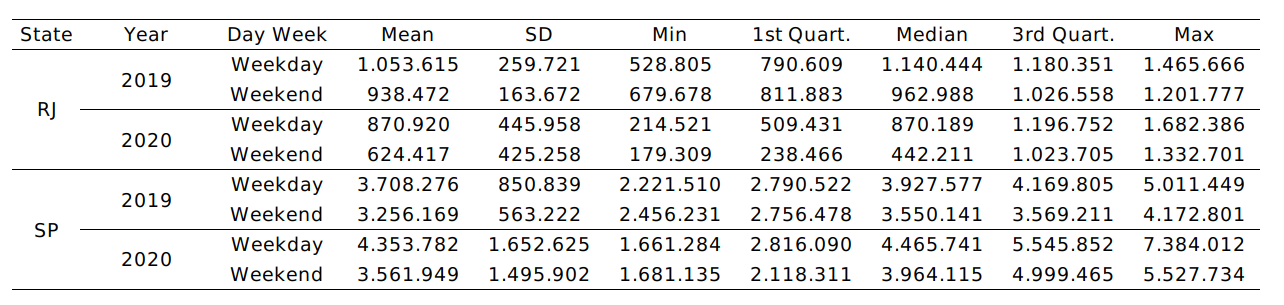 State Year Day Week Mean SD Min 1st Quart. Median 3rd Quart. Max
RJ 2019 Weekday 1.053.615 259.721 528.805 790.609 1.140.444 1.180.351 1.465.666
Weekend 938.472 163.672 679.678 811.883 962.988 1.026.558 1.201.777
2020 Weekday 870.920 445.958 214.521 509.431 870.189 1.196.752 1.682.386
Weekend 624.417 425.258 179.309 238.466 442.211 1.023.705 1.332.701
SP 2019 Weekday 3.708.276 850.839 2.221.510 2.790.522 3.927.577 4.169.805 5.011.449
Weekend 3.256.169 563.222 2.456.231 2.756.478 3.550.141 3.569.211 4.172.801
2020 Weekday 4.353.782 1.652.625 1.661.284 2.816.090 4.465.741 5.545.852 7.384.012
Weekend 3.561.949 1.495.902 1.681.135 2.118.311 3.964.115 4.999.465 5.527.734